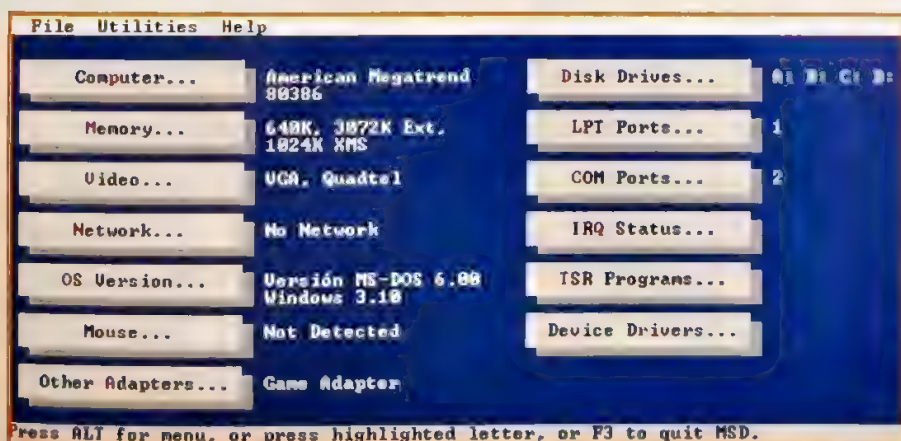 File Utilities Help
Computer... American Megatrend
80386
Disk Drives... A: B: C: D:
Memory... 640K, 3072K Ext,
1024K XMS
LPT Ports... 1
Video... VGA, Quadtel
COM Ports... 2
Network... No Network
IRQ Status...
OS Version... Versión MS-DOS 6.00
Windows 3.10
TSR Programs...
Mouse... Not Detected
Device Drivers...
Other Adapters... Game Adapter
Press ALT for menu, or press highlighted letter, or F3 to quit MSD.